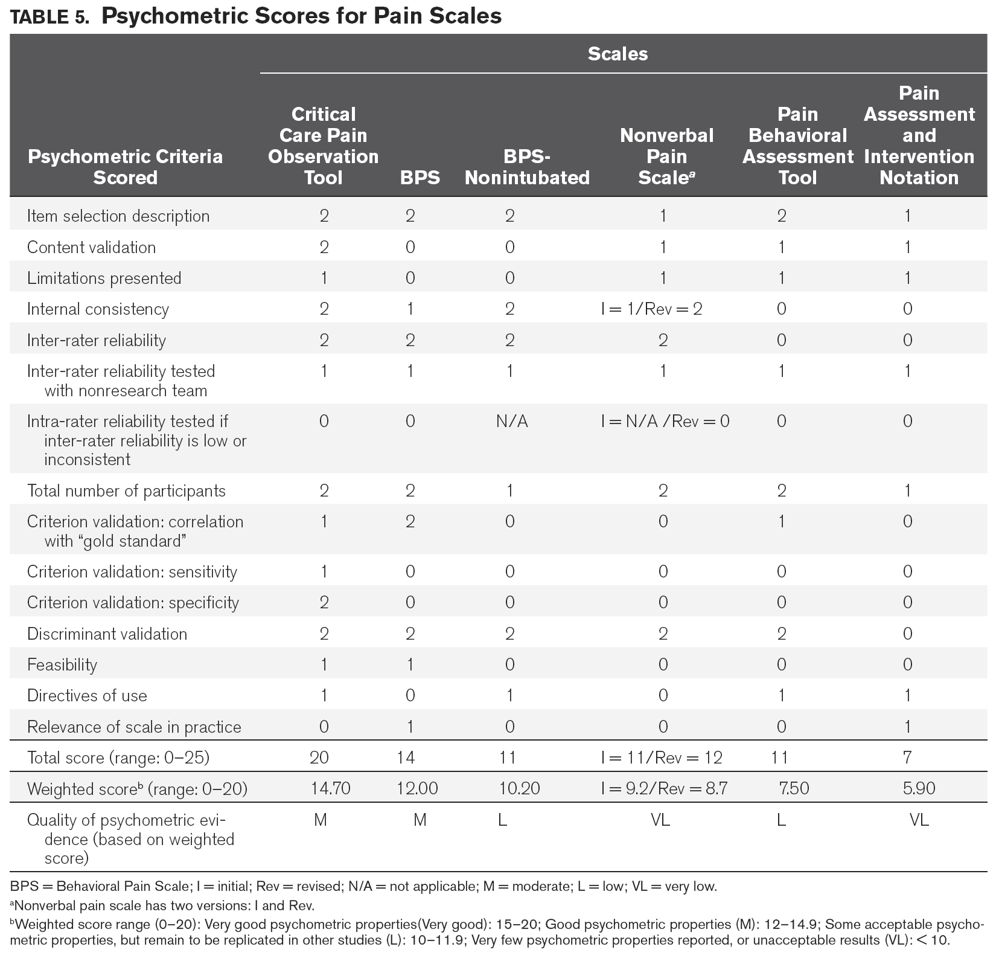 TABLE 5. Psychometric Scores for Pain Scales
Scales
Psychometric Criteria Scored
Critical Care Pain Observation Tool
BPS
BPS-Nonintubated
Nonverbal Pain Scaleᵃ
Pain Behavioral Assessment Tool
Pain Assessment and Intervention Notation
Item selection description 2 2 2 1 2 1
Content validation 2 0 0 1 1 1
Limitations presented 1 0 0 1 1 1
Internal consistency 2 1 2 I = 1/Rev = 2 0 0
Inter-rater reliability 2 2 2 2 0 0
Inter-rater reliability tested 1 1 1 1 1 1
with nonresearch team
Intra-rater reliability tested if 0 0 N/A I = N/A /Rev = 0 0 0
inter-rater reliability is low or
inconsistent
Total number of participants 2 2 1 2 2 1
Criterion validation: correlation 1 2 0 0 1 0
with “gold standard”
Criterion validation: sensitivity 1 0 0 0 0 0
Criterion validation: specificity 2 0 0 0 0 0
Discriminant validation 2 2 2 2 2 0
Feasibility 1 1 0 0 0 0
Directives of use 1 0 1 0 1 1
Relevance of scale in practice 0 1 0 0 0 1
Total score (range: 0–25) 20 14 11 I = 11/Rev = 12 11 7
Weighted scoreᵇ (range: 0–20) 14.70 12.00 10.20 I = 9.2/Rev = 8.7 7.50 5.90
Quality of psychometric evi- M M L VL L VL
dence (based on weighted
score)
BPS = Behavioral Pain Scale; I = initial; Rev = revised; N/A = not applicable; M = moderate; L = low; VL = very low.
ᵃNonverbal pain scale has two versions: I and Rev.
ᵇWeighted score range (0–20): Very good psychometric properties(Very good): 15–20; Good psychometric properties (M): 12–14.9; Some acceptable psycho-
metric properties, but remain to be replicated in other studies (L): 10–11.9; Very few psychometric properties reported, or unacceptable results (VL): < 10.